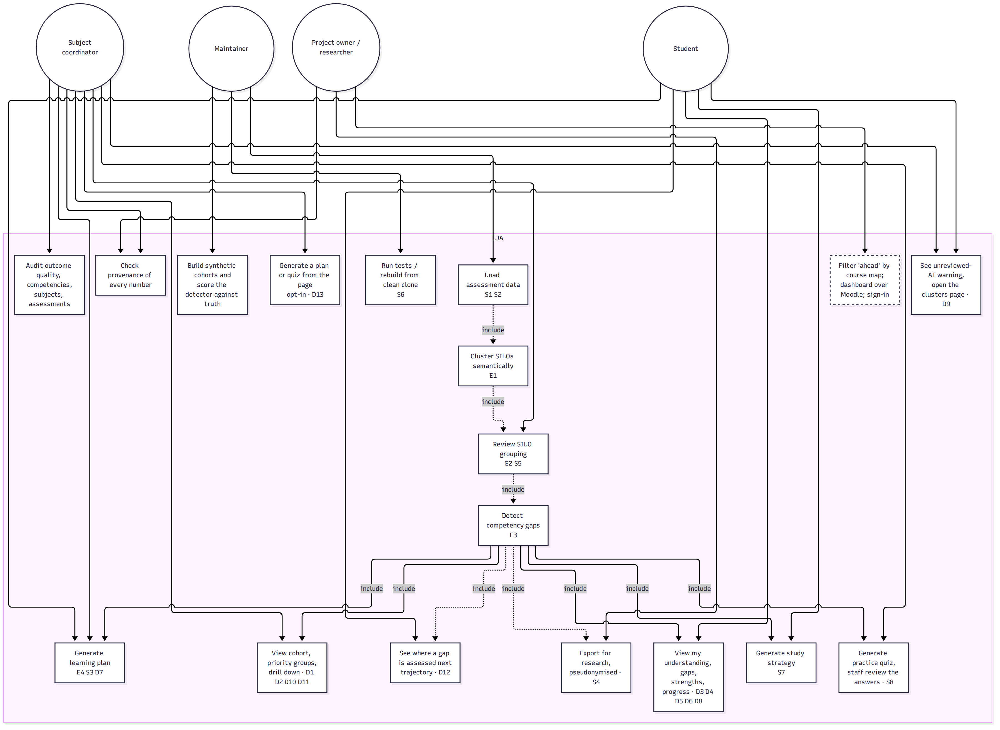 Subject
coordinator
Maintainer
Project owner /
researcher
Student
LJA
Audit outcome
quality,
competencies,
subjects,
assessments
Check
provenance of
every number
Build synthetic
cohorts and
score the
detector against
truth
Generate a plan
or quiz from the
page
opt-in · D13
Run tests /
rebuild from
clean clone
S6
Load
assessment data
S1 S2
Filter 'ahead' by
course map;
dashboard over
Moodle; sign-in
See unreviewed-
AI warning,
open the
clusters page ·
D9
include
Cluster SILOs
semantically
E1
include
Review SILO
grouping
E2 S5
include
Detect
competency gaps
E3
include
include
include
include
include
include
include
Generate
learning plan
E4 S3 D7
View cohort,
priority groups,
drill down · D1
D2 D10 D11
See where a gap
is assessed next
trajectory · D12
Export for
research,
pseudonymised ·
S4
View my
understanding,
gaps,
strengths,
progress · D3 D4
D5 D6 D8
Generate study
strategy
S7
Generate
practice quiz,
staff review the
answers · S8